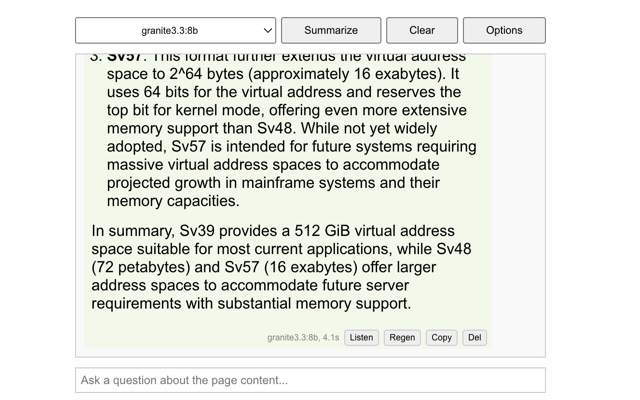 granite3.3:8b
Summarize
Clear
Options
3. Sv57: This format further extends the virtual address
space to 2^64 bytes (approximately 16 exabytes). It
uses 64 bits for the virtual address and reserves the
top bit for kernel mode, offering even more extensive
memory support than Sv48. While not yet widely
adopted, Sv57 is intended for future systems requiring
massive virtual address spaces to accommodate
projected growth in mainframe systems and their
memory capacities.
In summary, Sv39 provides a 512 GiB virtual address
space suitable for most current applications, while Sv48
(72 petabytes) and Sv57 (16 exabytes) offer larger
address spaces to accommodate future server
requirements with substantial memory support.
granite3.3:8b, 4.1s
Listen
Regen
Copy
Del
Ask a question about the page content...